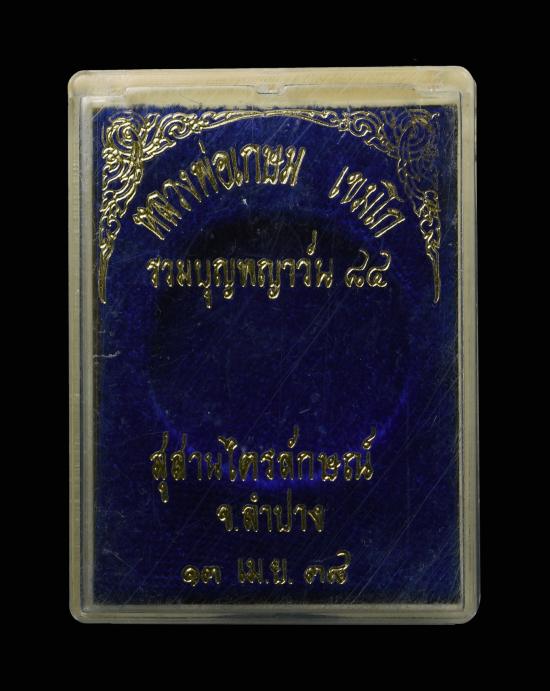 หลวงพ่อเกษม เขมโก
รวมบุญทญาวัน ๘๔
สุสานไตรลักษณ์
จ.ลำปาง
๑๓ เม.ย. ๓๘